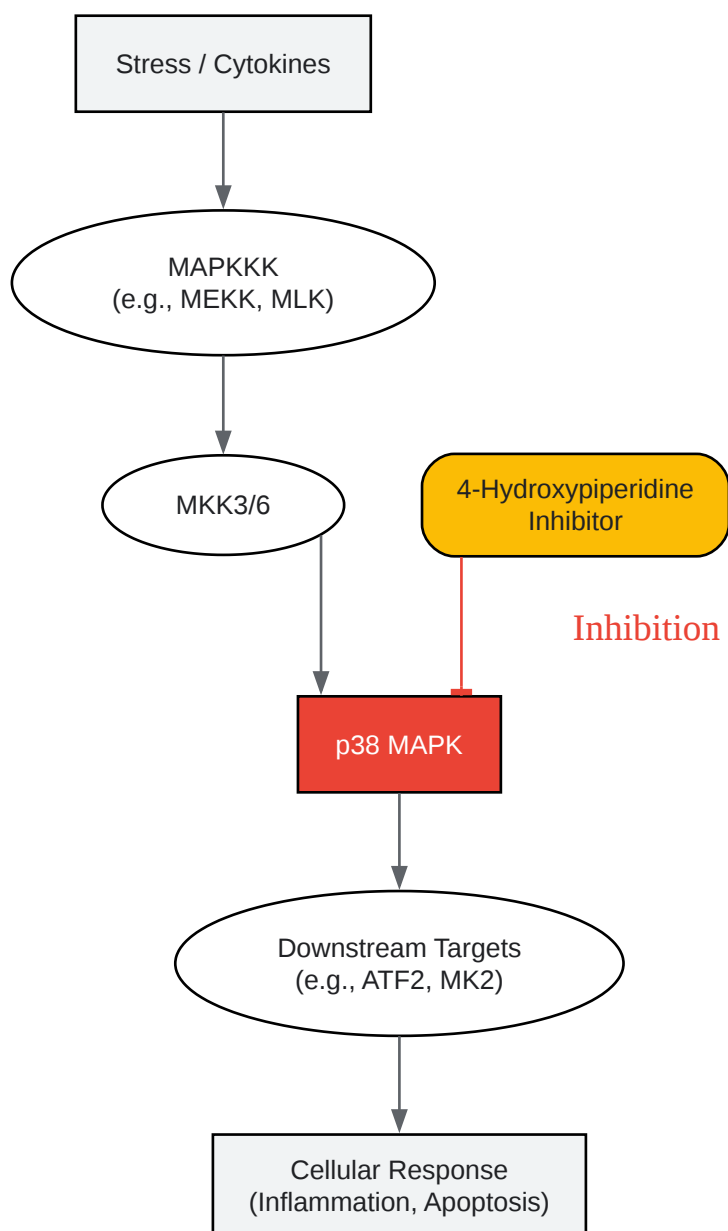 Stress / Cytokines
MAPKKK
(e.g., MEKK, MLK)
MKK3/6
4-Hydroxypiperidine
Inhibitor
Inhibition
p38 MAPK
Downstream Targets
(e.g., ATF2, MK2)
Cellular Response
(Inflammation, Apoptosis)